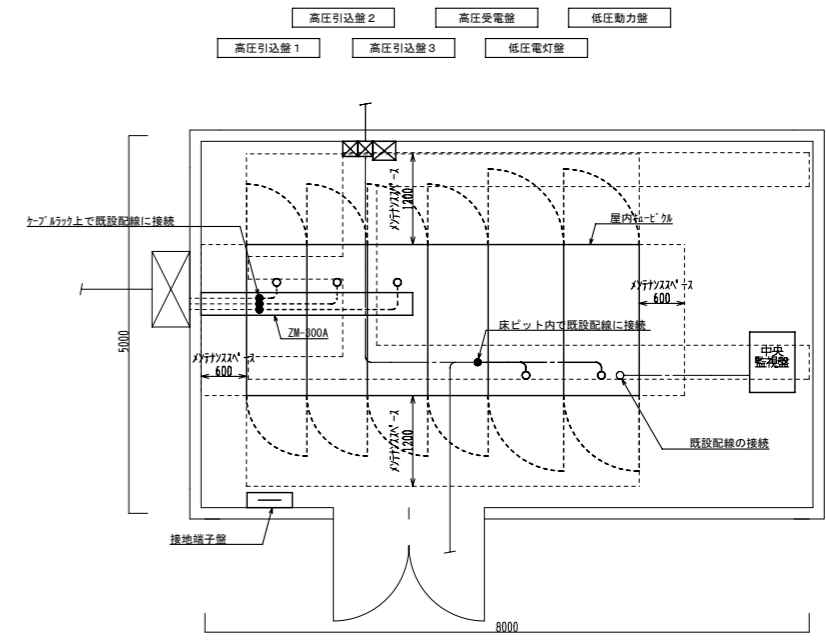 高圧引込盤２
高圧受電盤
低圧動力盤
高圧引込盤１
高圧引込盤３
低圧電灯盤
メンテナンススペース
1200
ケーブルラック上で既設配線に接続
屋内キュービクル
メンテナンススペース
600
ZM-800A
床ピット内で既設配線に接続
5000
メンテナンススペース
600
中央
監視盤
メンテナンススペース
1200
既設配線の接続
接地端子盤
8000